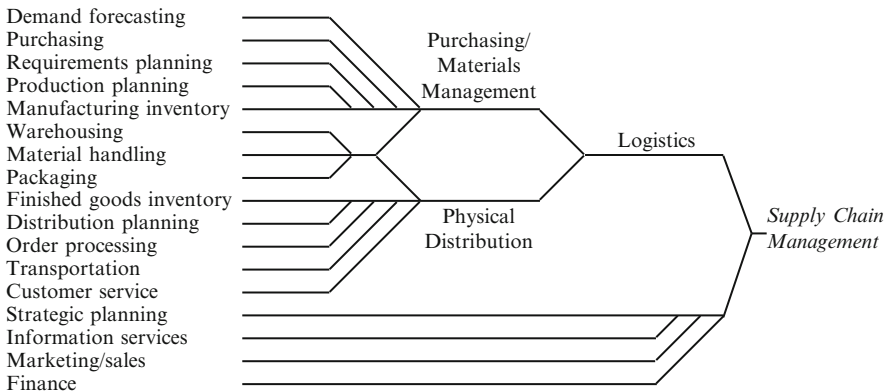 Demand forecasting
Purchasing
Requirements planning
Production planning
Manufacturing inventory
Warehousing
Material handling
Packaging
Finished goods inventory
Distribution planning
Order processing
Transportation
Customer service
Strategic planning
Information services
Marketing/sales
Finance
Purchasing/
Materials
Management
Physical
Distribution
Logistics
Supply Chain
Management